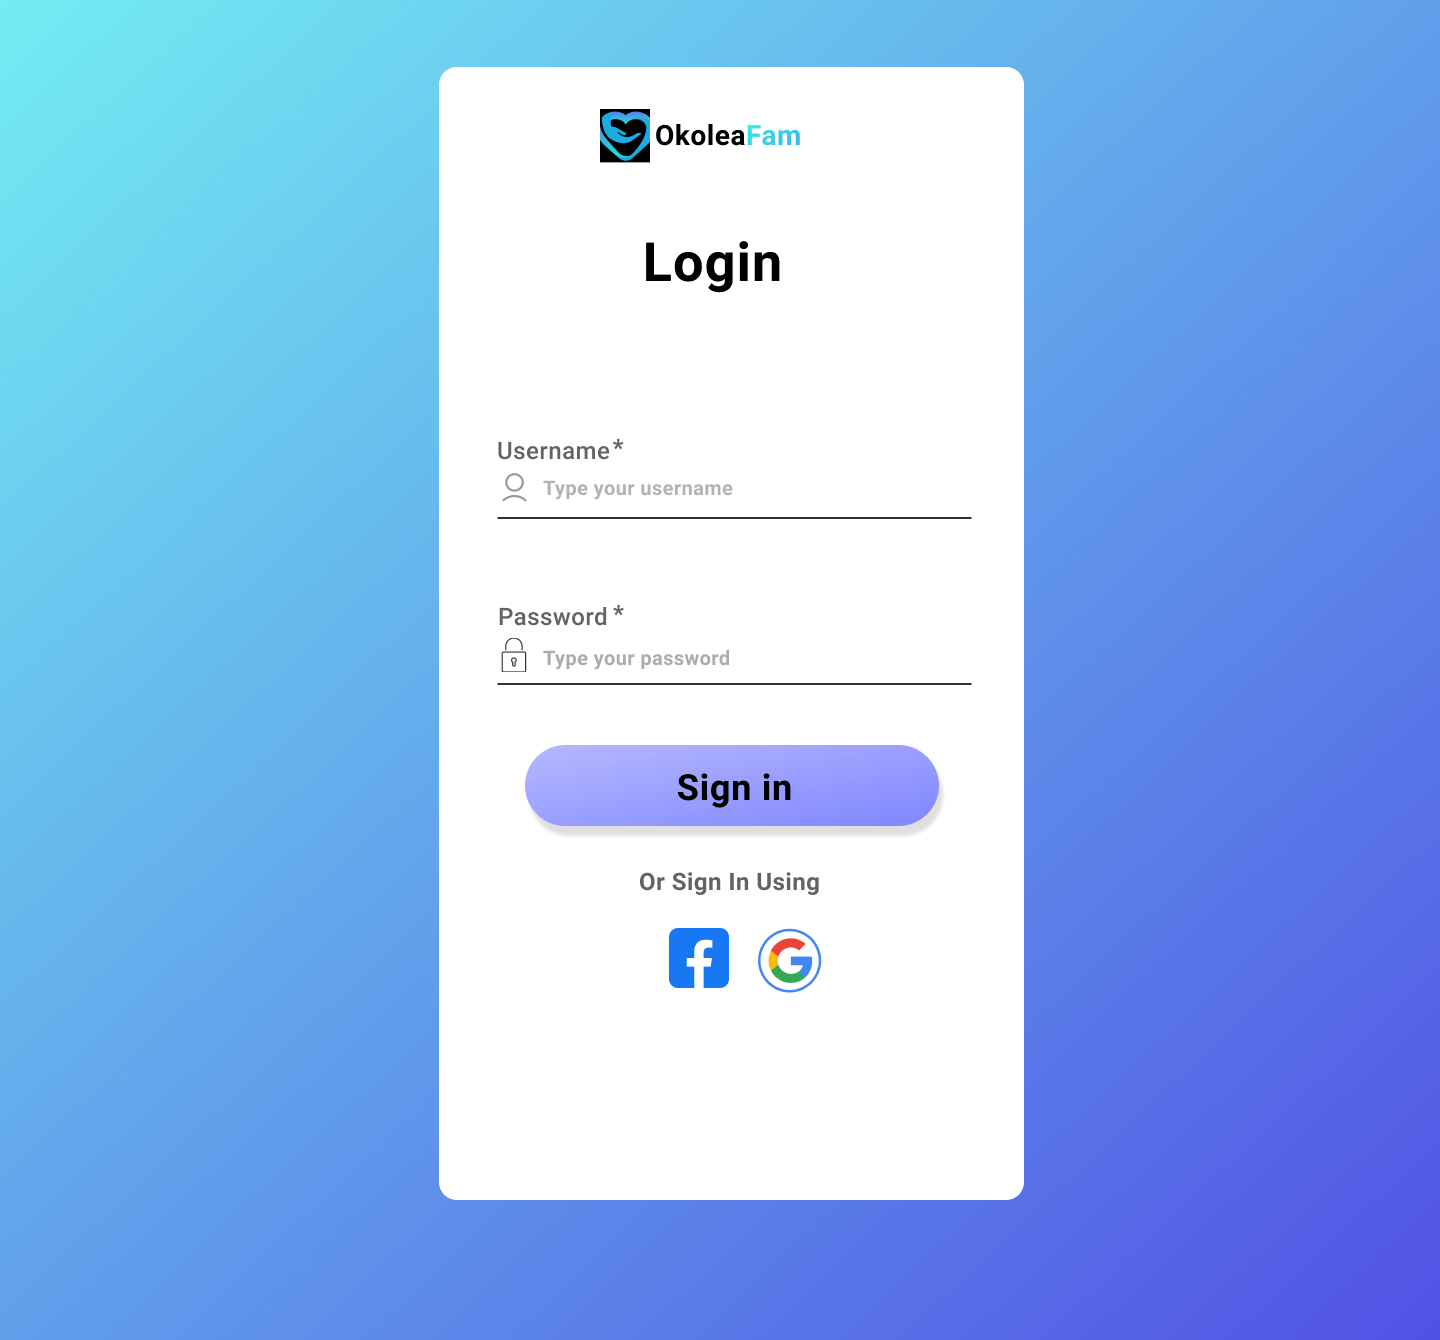 OkoleaFam
Login
Username*
Type your username
Password *
Type your password
Sign in
Or Sign In Using